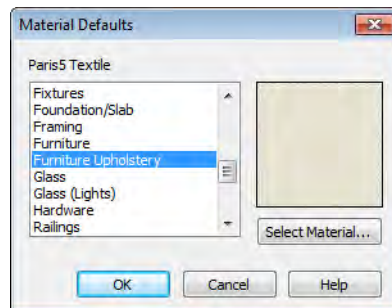 Material Defaults
Paris5 Textile
Fixtures
Foundation/Slab
Framing
Furniture
Furniture Upholstery
Glass
Glass (Lights)
Hardware
Railings
Select Material...
OK
Cancel
Help